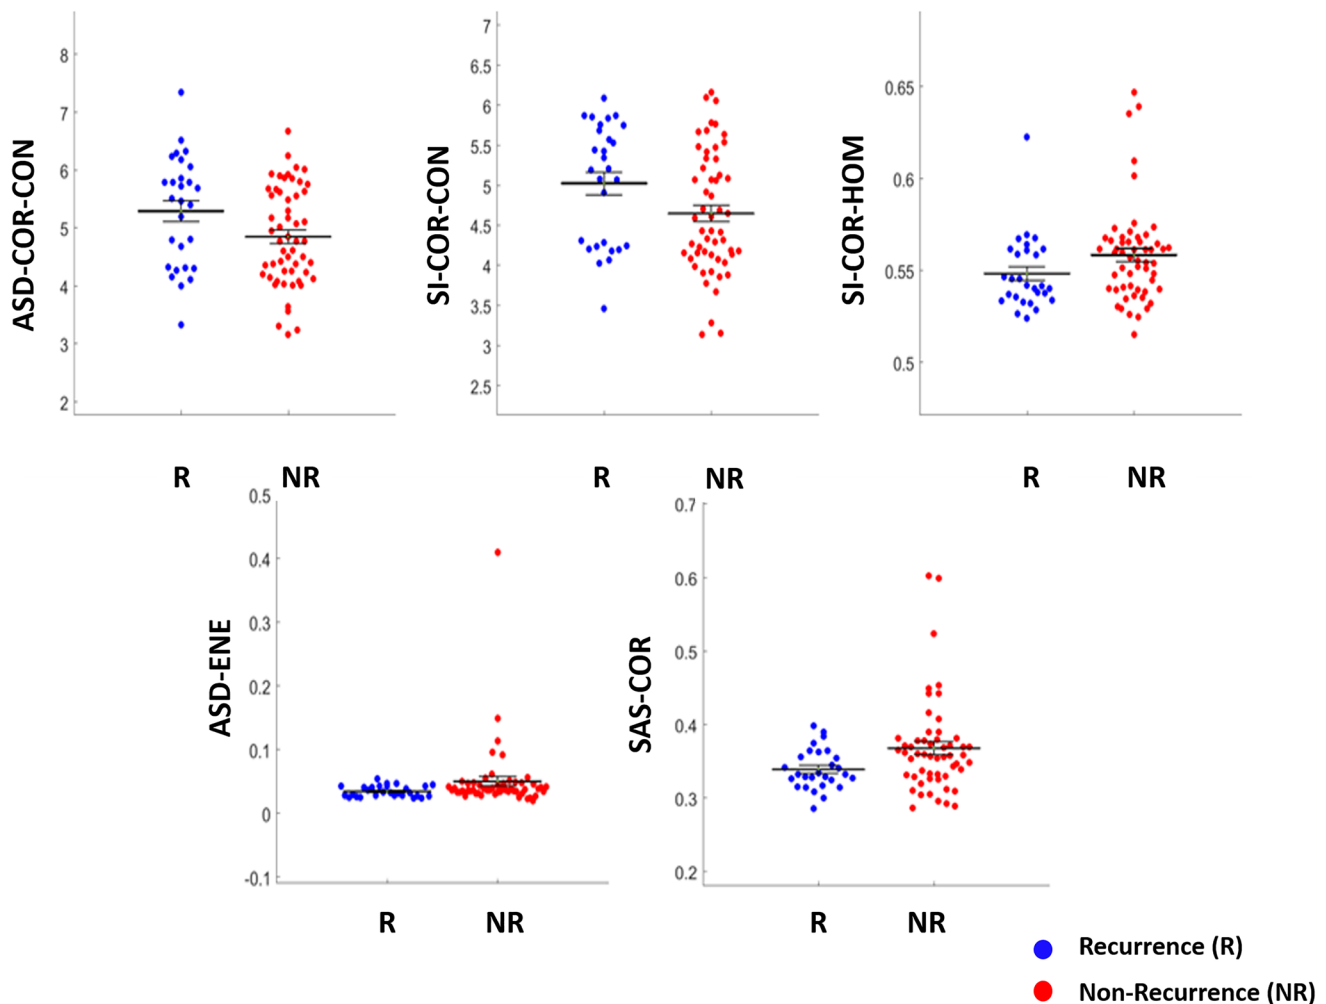 ASD-COR-CON
8
7
6
5
4
3
2
R NR
SI-COR-CON
7
6.5
6
5.5
5
4.5
4
3.5
3
2.5
R NR
SI-COR-HOM
0.65
0.6
0.55
0.5
R NR
ASD-ENE
0.5
0.4
0.3
0.2
0.1
0
-0.1
R NR
SAS-COR
0.7
0.6
0.5
0.4
0.3
0.2
R NR
Recurrence (R)
Non-Recurrence (NR)